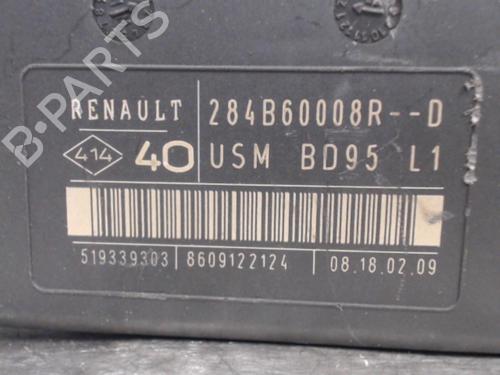 RENAULT 284B60008R--D
414 40 USM BD95 L1
519339303 8609122124 08.18.02.09
B-PARTS